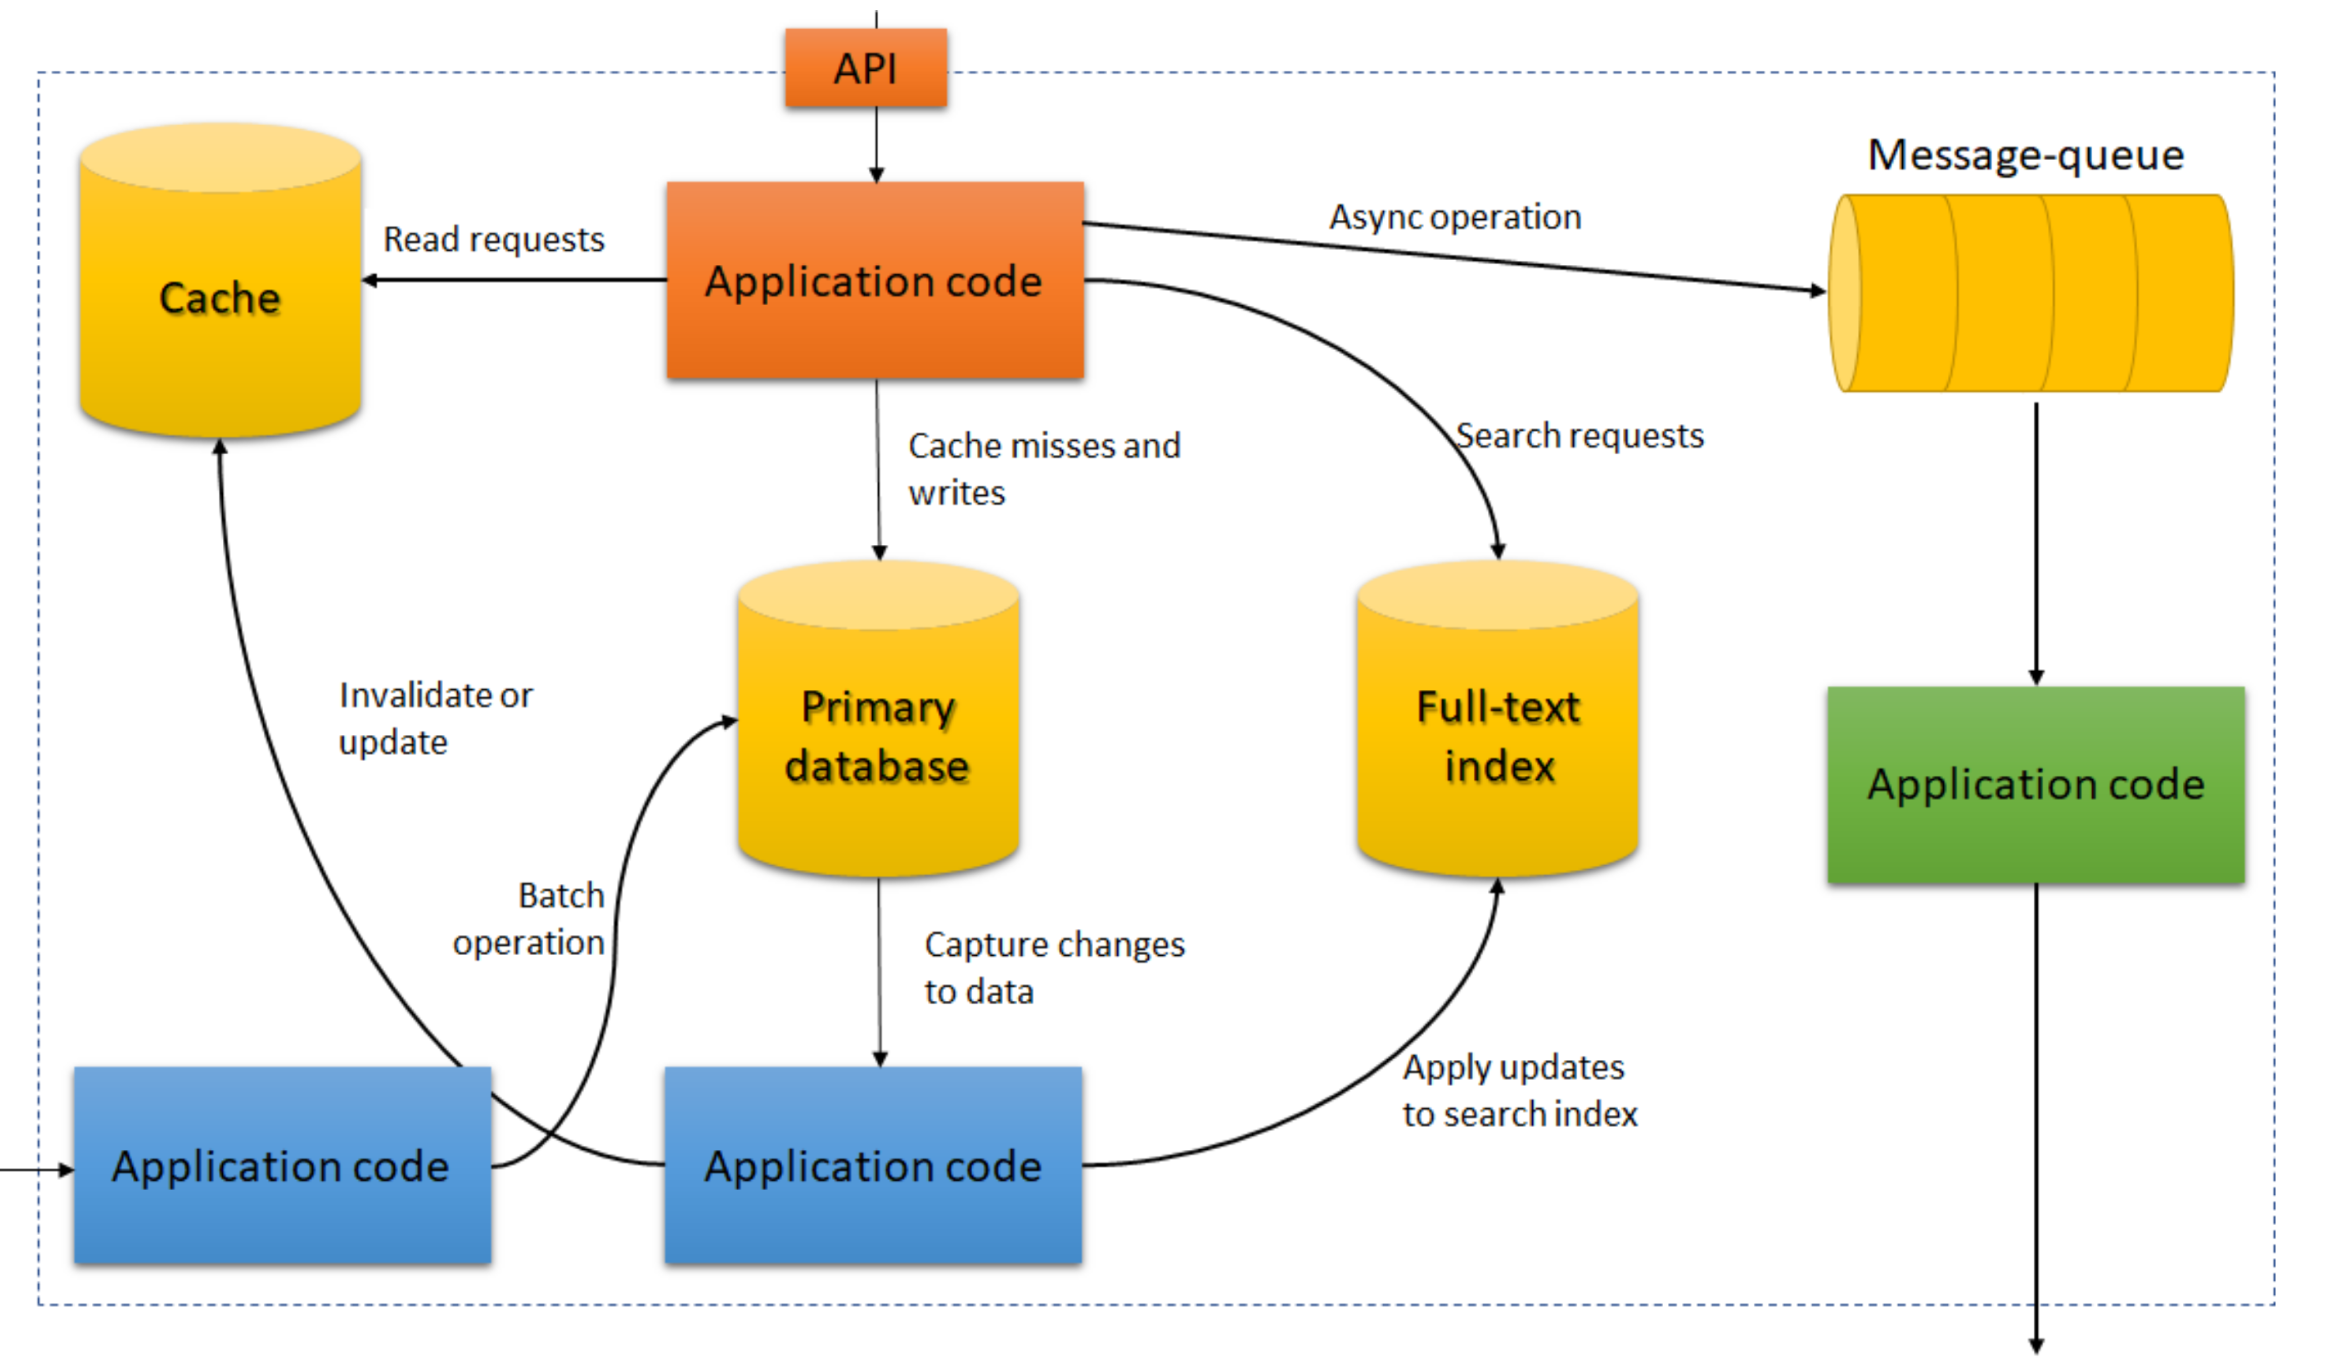 API
Message-queue
Async operation
Read requests
Application code
Cache
Search requests
Cache misses and
writes
Invalidate or
update
Primary
database
Full-text
index
Application code
Batch
operation
Capture changes
to data
Apply updates
to search index
Application code
Application code